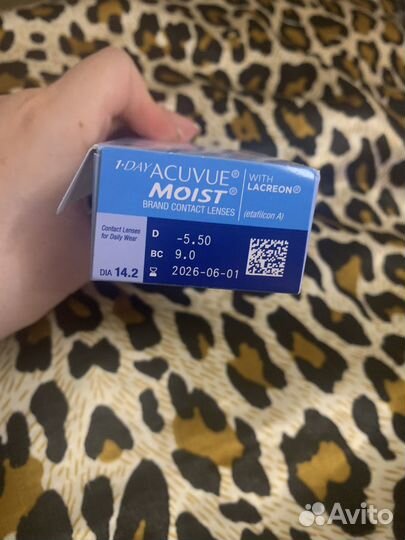 1·DAY ACUVUE®
MOIST®
BRAND CONTACT LENSES
WITH
LACREON®
(etafilcon A)
Contact Lenses
for Daily Wear
DIA 14.2
D -5.50
BC 9.0
2026-06-01
Avito